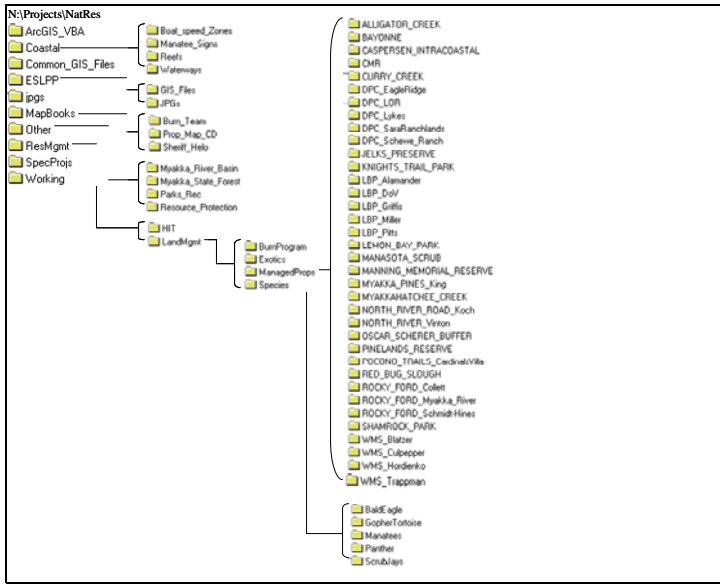 N:\Projects\NatRes
ArcGIS_VBA
Coastal
Common_GIS_Files
ESLPP
jpgs
MapBooks
Other
ResMgmt
SpecProjs
Working
Boat_speed_Zones
Manatee_Signs
Reefs
Waterways
GIS_Files
JPGs
Burn_Team
Prop_Map_CD
Sheriff_Helo
Myakka_River_Basin
Myakka_State_Forest
Parks_Rec
Resource_Protection
HIT
LandMgmt
BurnProgram
Exotics
ManagedProps
Species
ALLIGATOR_CREEK
BAYONNE
CASPERSEN_INTRACOASTAL
CMR
CURRY_CREEK
DPC_EagleRidge
DPC_LOR
DPC_Lykes
DPC_SaraRanchlands
DPC_Schewe_Ranch
JELKS_PRESERVE
KNIGHTS_TRAIL_PARK
LBP_Alamander
LBP_DoV
LBP_Griffis
LBP_Miller
LBP_Pitts
LEMON_BAY_PARK
MANASOTA_SCRUB
MANNING_MEMORIAL_RESERVE
MYAKKA_PINES_King
MYAKKAHATCHEE_CREEK
NORTH_RIVER_ROAD_Koch
NORTH_RIVER_Vinton
OSCAR_SCHERER_BUFFER
PINELANDS_RESERVE
POCONO_TRAILS_CardinalsVilla
RED_BUG_SLOUGH
ROCKY_FORD_Collett
ROCKY_FORD_Myakka_River
ROCKY_FORD_Schmidt-Hines
SHAMROCK_PARK
WMS_Blatzer
WMS_Culpepper
WMS_Hordienko
WMS_Trappman
BaldEagle
GopherTortoise
Manatees
Panther
ScrubJays